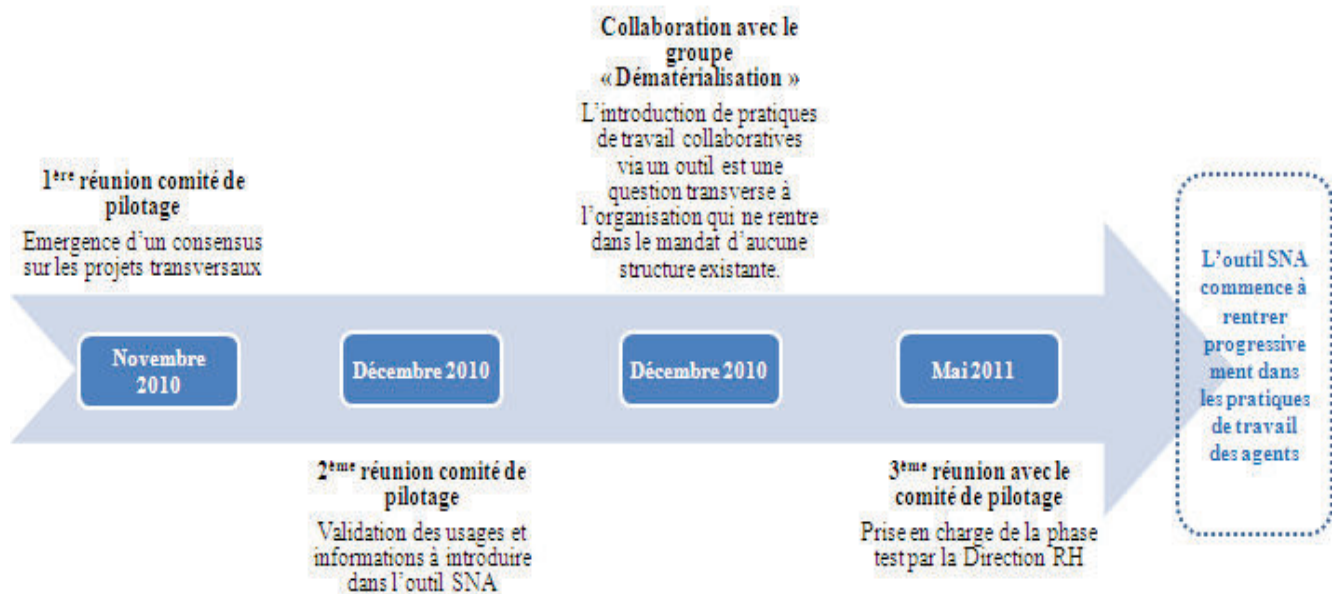 1ère réunion comité de
pilotage
Emergence d'un consensus
sur les projets transversaux
Novembre
2010
Décembre 2010
2ème réunion comité de
pilotage
Validation des usages et
informations à introduire
dans l'outil SNA
Collaboration avec le
groupe
« Dématérialisation »
L'introduction de pratiques
de travail collaboratives
via un outil est une
question transverse à
l'organisation qui ne rentre
dans le mandat d'aucune
structure existante.
Décembre 2010
Mai 2011
3ème réunion avec le
comité de pilotage
Prise en charge de la phase
test par la Direction RH
L'outil SNA
commence à
rentrer
progressive
ment dans
les pratiques
de travail
des agents